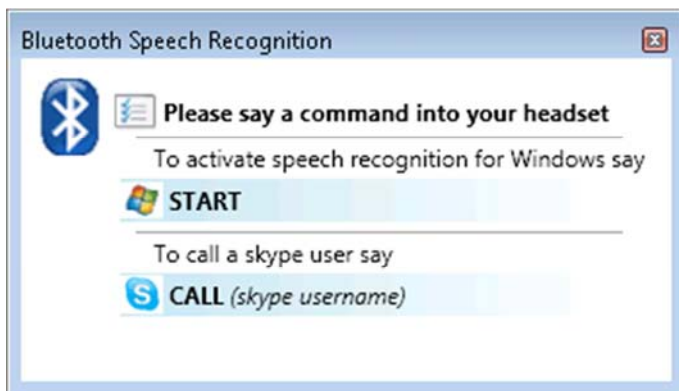 Bluetooth Speech Recognition
Please say a command into your headset
To activate speech recognition for Windows say
START
To call a skype user say
CALL (skype username)